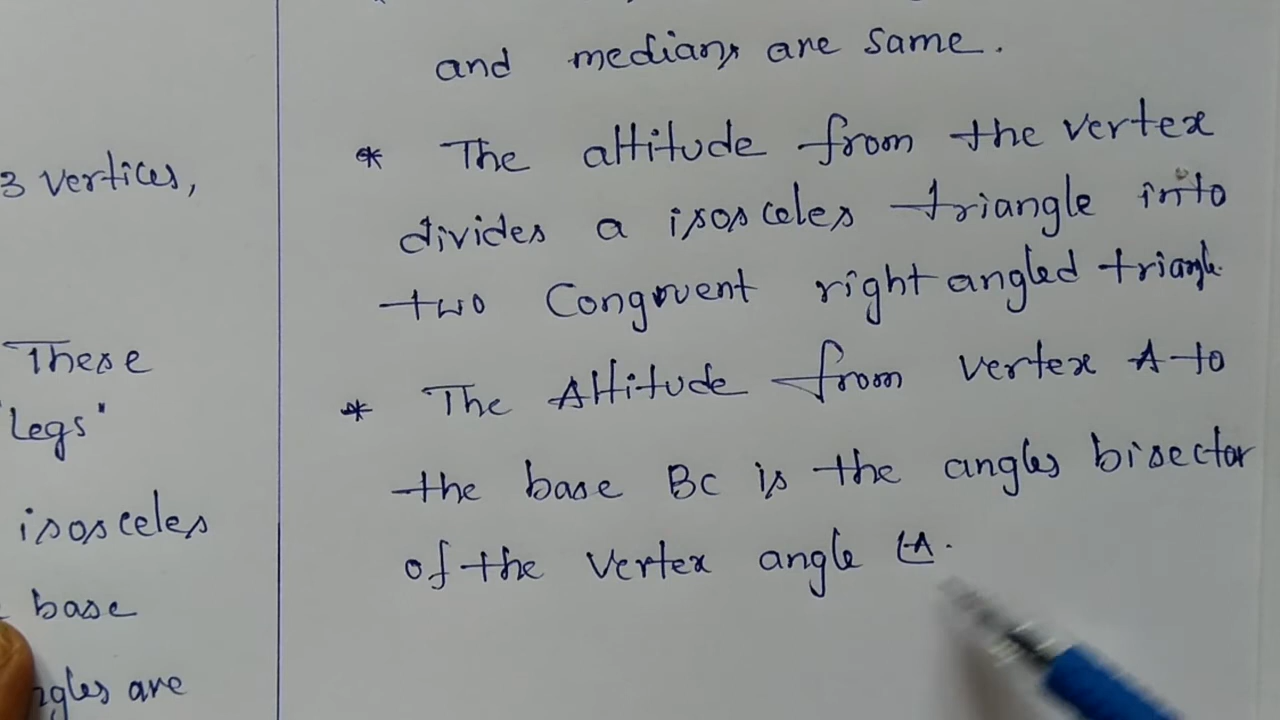 3 vertices,
These
"Legs"
isosceles
base
ngles are
and medians are same.
* The altitude from the vertex
divides a isosceles triangle into
two Congruent right angled triangle.
* The Altitude from vertex A to
the base BC is the angles bisector
of the vertex angle ∠A.